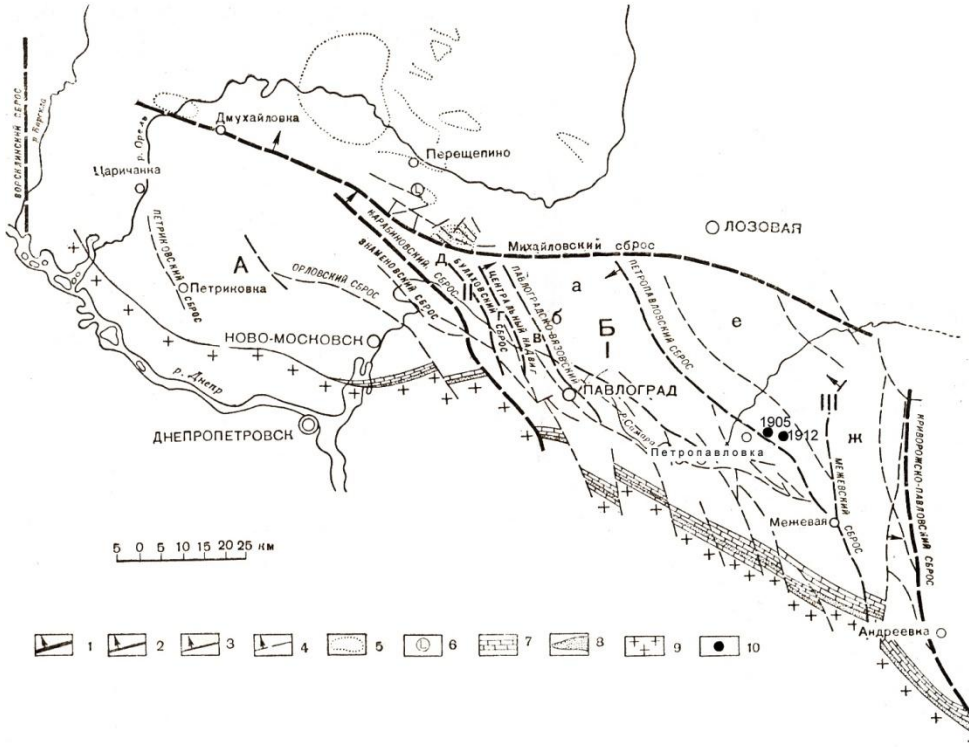 ВОРСКЛИНСКИЙ СБРОС
р. Ворскла
р. Орель
Дмухайловка
Царичанка
Перещепино
L
ЛОЗОВАЯ
Михайловский сброс
ПЕТРИКОВСКИЙ СБРОС
Петриковка
А
ОРЛОВСКИЙ СБРОС
КАРАБИНОВСКИЙ СБРОС
ЗНАМЕНОВСКИЙ СБРОС
II
Д
г
БУЛАХОВСКИЙ СБРОС
ЦЕНТРАЛЬНЫЙ НАДВИГ
ПАВЛОГРАДСКО-ВЯЗОВСКИЙ
в
б
а
Б
I
ПЕТРОПАВЛОВСКИЙ СБРОС
е
НОВО-МОСКОВСК
р. Днепр
ДНЕПРОПЕТРОВСК
ПАВЛОГРАД
р. Самара
Петропавловка
1905
1912
III
ж
МЕЖЕВСКИЙ СБРОС
КРИВОРОЖСКО-ПАВЛОВСКИЙ СБРОС
Межевая
Андреевка
5 0 5 10 15 20 25 км
1 2 3 4 5 L 6 7 8 9 10